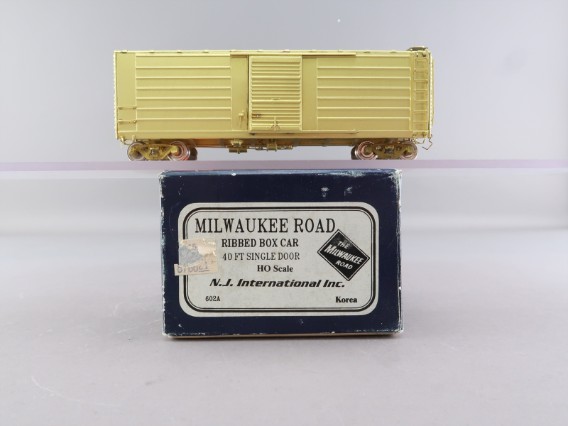 MILWAUKEE ROAD
RIBBED BOX CAR
40 FT SINGLE DOOR
HO Scale
N.J. International Inc.
602A
Korea
THE
MILWAUKEE
ROAD